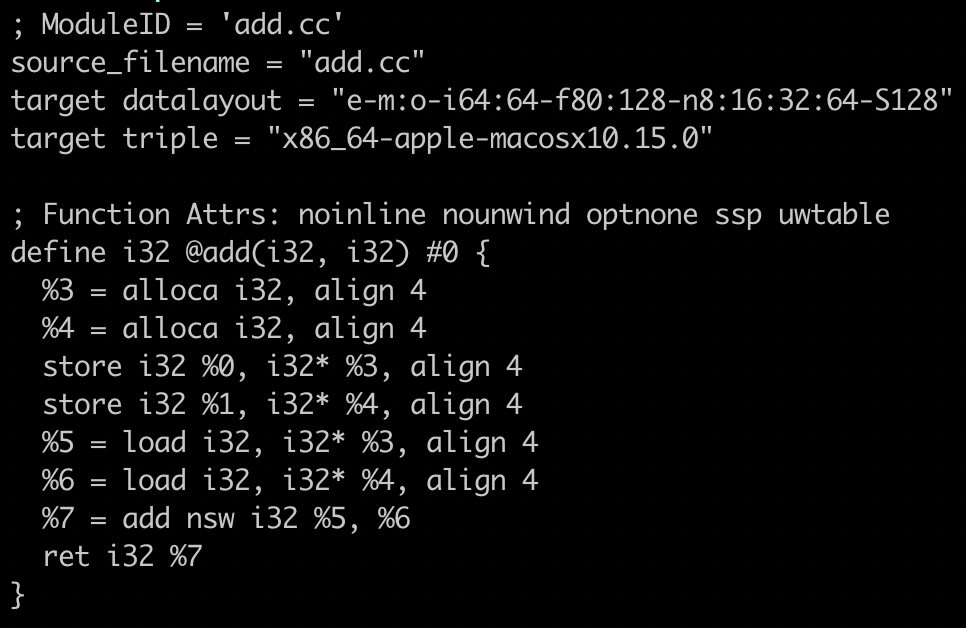 ; ModuleID = 'add.cc'
source_filename = "add.cc"
target datalayout = "e-m:o-i64:64-f80:128-n8:16:32:64-S128"
target triple = "x86_64-apple-macosx10.15.0"

; Function Attrs: noinline nounwind optnone ssp uwtable
define i32 @add(i32, i32) #0 {
  %3 = alloca i32, align 4
  %4 = alloca i32, align 4
  store i32 %0, i32* %3, align 4
  store i32 %1, i32* %4, align 4
  %5 = load i32, i32* %3, align 4
  %6 = load i32, i32* %4, align 4
  %7 = add nsw i32 %5, %6
  ret i32 %7
}